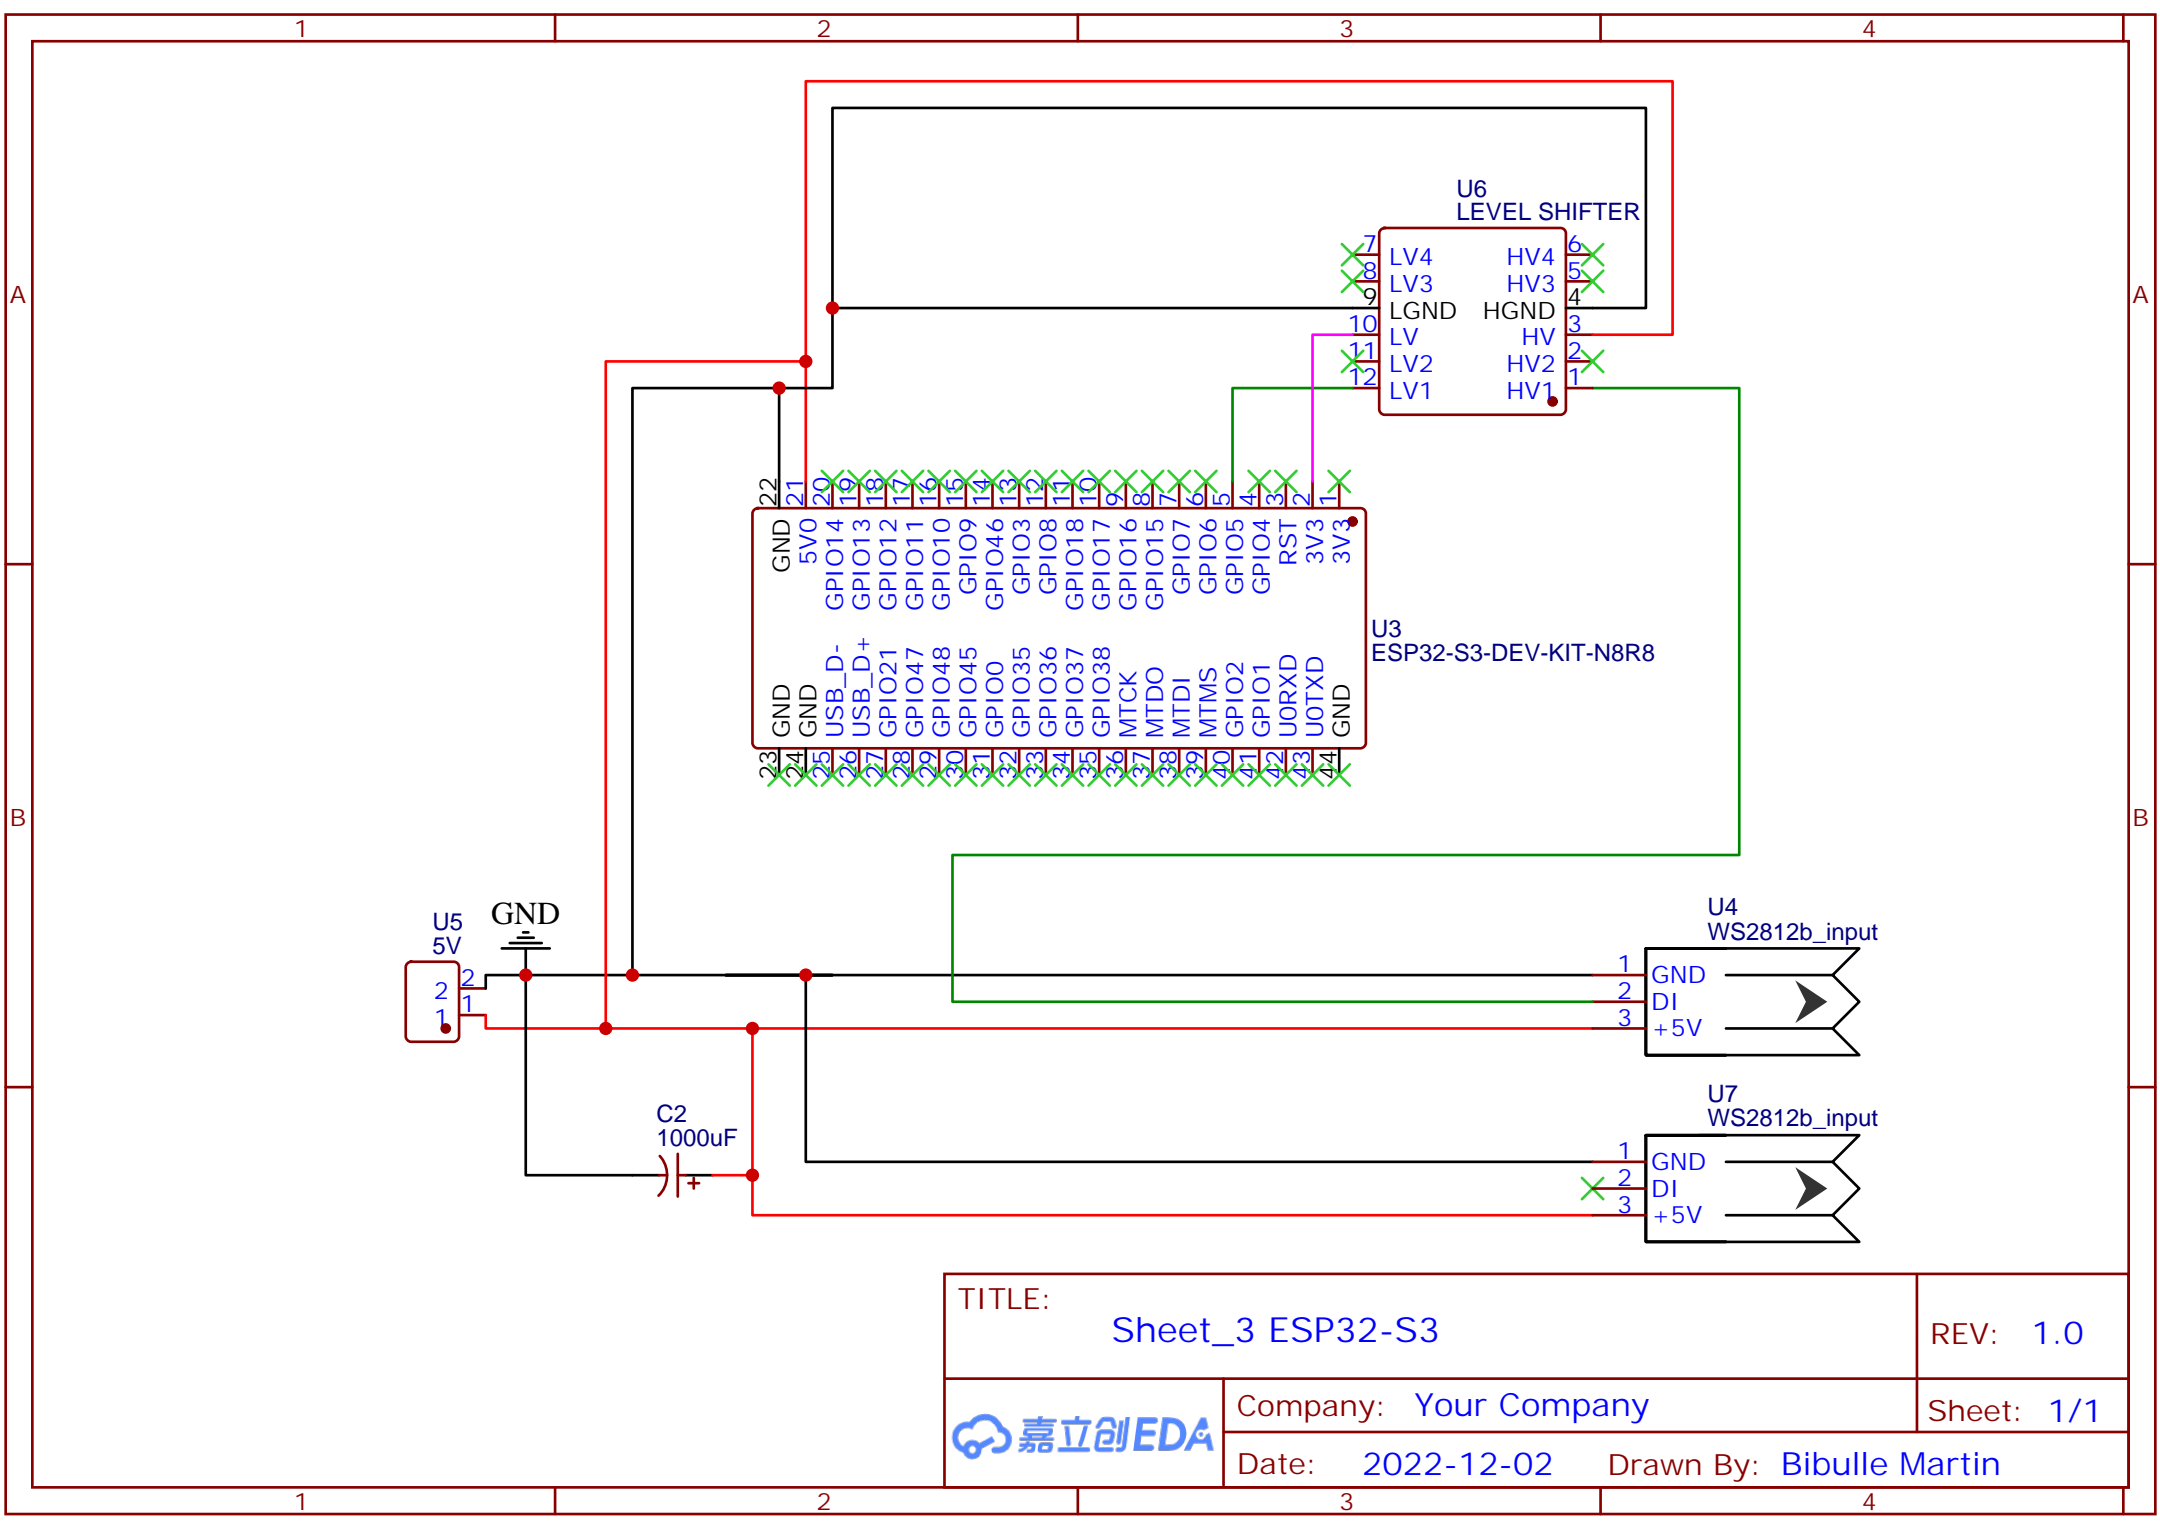 1 2 3 4
A A
B B
U6
LEVEL SHIFTER
7 LV4 HV4 6
8 LV3 HV3 5
9 LGND HGND 4
10 LV HV 3
11 LV2 HV2 2
12 LV1 HV1 1
22 21 20 19 18 17 16 15 14 13 12 11 10 9 8 7 6 5 4 3 2 1
GND 5V0 GPIO14 GPIO13 GPIO12 GPIO11 GPIO10 GPIO9 GPIO46 GPIO3 GPIO8 GPIO18 GPIO17 GPIO16 GPIO15 GPIO7 GPIO6 GPIO5 GPIO4 RST 3V3 3V3
U3
ESP32-S3-DEV-KIT-N8R8
GND GND USB_D- USB_D+ GPIO21 GPIO47 GPIO48 GPIO45 GPIO0 GPIO35 GPIO36 GPIO37 GPIO38 MTCK MTDO MTDI MTMS GPIO2 GPIO1 U0RXD U0TXD GND
23 24 25 26 27 28 29 30 31 32 33 34 35 36 37 38 39 40 41 42 43 44
GND
U5
5V
2 2
1 1
U4
WS2812b_input
1 GND
2 DI
3 +5V
C2
1000uF
+
U7
WS2812b_input
1 GND
2 DI
3 +5V
TITLE:
Sheet_3 ESP32-S3
REV: 1.0
嘉立创EDA
Company: Your Company
Sheet: 1/1
Date: 2022-12-02 Drawn By: Bibulle Martin
1 2 3 4